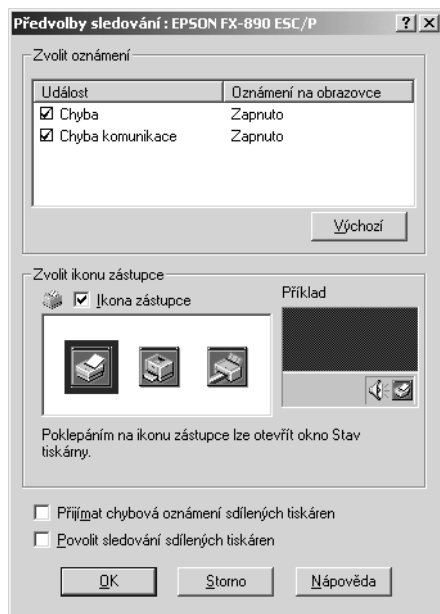 Předvolby sledování : EPSON FX-890 ESC/P
Zvolit oznámení
Událost Oznámení na obrazovce
Chyba Zapnuto
Chyba komunikace Zapnuto
Výchozí
Zvolit ikonu zástupce
Ikona zástupce
Příklad
Poklepáním na ikonu zástupce lze otevřít okno Stav
tiskárny.
Přijímat chybová oznámení sdílených tiskáren
Povolit sledování sdílených tiskáren
OK Storno Nápověda